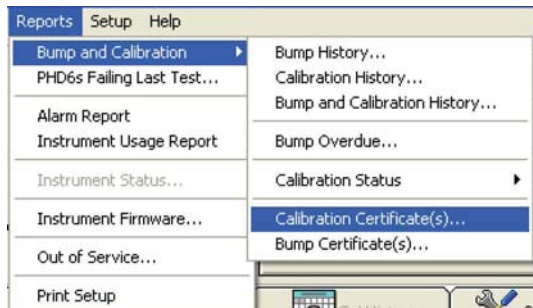 Reports Setup Help
Bump and Calibration
PHD6s Failing Last Test...
Alarm Report
Instrument Usage Report
Instrument Status...
Instrument Firmware...
Out of Service...
Print Setup
Bump History...
Calibration History...
Bump and Calibration History...
Bump Overdue...
Calibration Status
Calibration Certificate(s)...
Bump Certificate(s)...